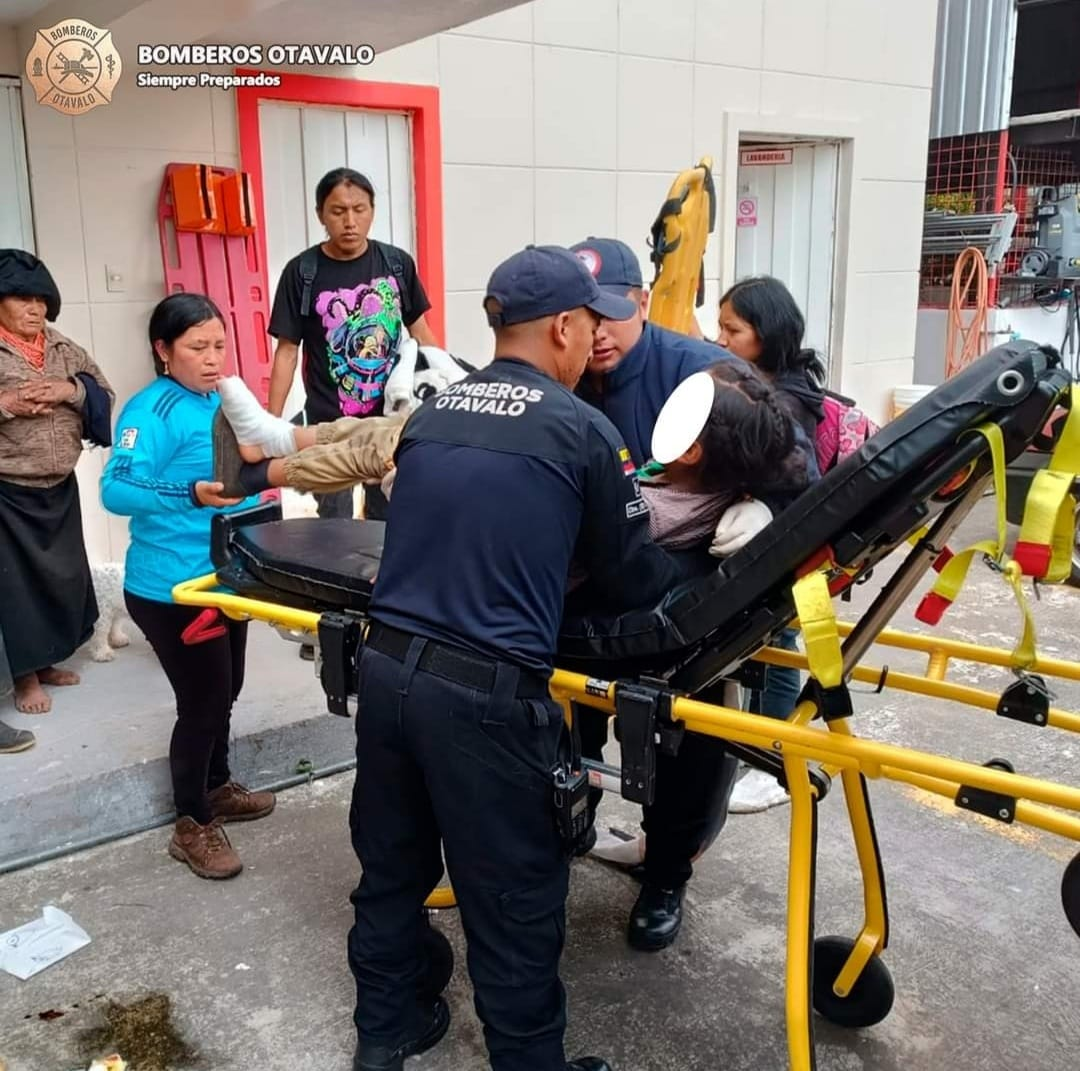 BOMBEROS
OTAVALO
BOMBEROS OTAVALO
Siempre Preparados
LAVANDERIA
BOMBEROS
OTAVALO